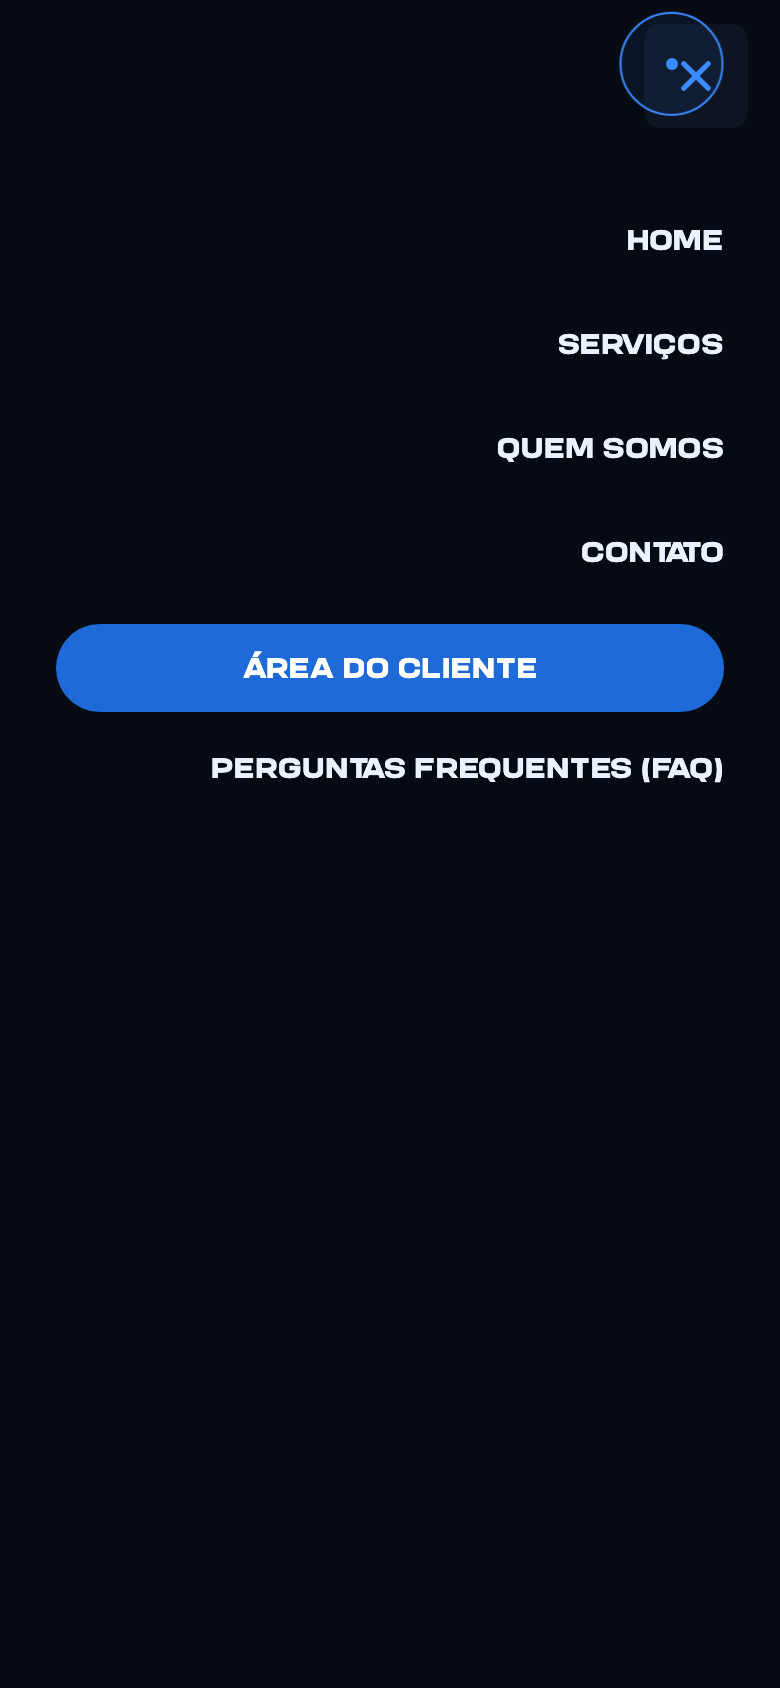 HOME
SERVIÇOS
QUEM SOMOS
CONTATO
ÁREA DO CLIENTE
PERGUNTAS FREQUENTES (FAQ)